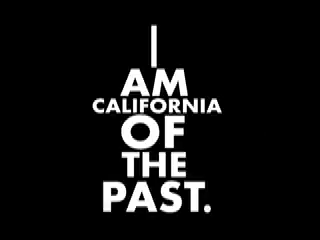 I
AM
CALIFORNIA
OF
THE
PAST.